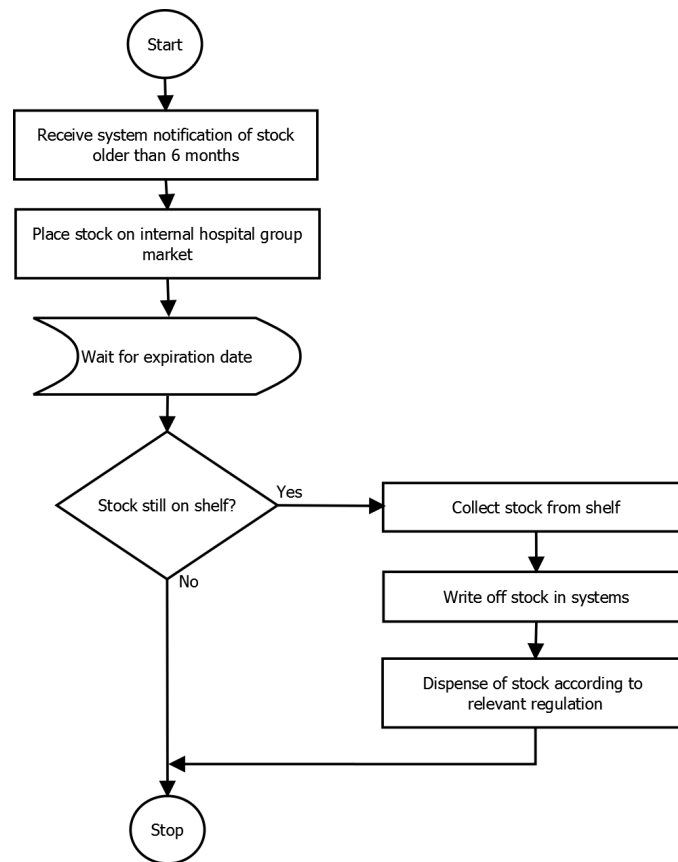 Start
Receive system notification of stock
older than 6 months
Place stock on internal hospital group
market
Wait for expiration date
Stock still on shelf?
Yes
No
Collect stock from shelf
Write off stock in systems
Dispense of stock according to
relevant regulation
Stop